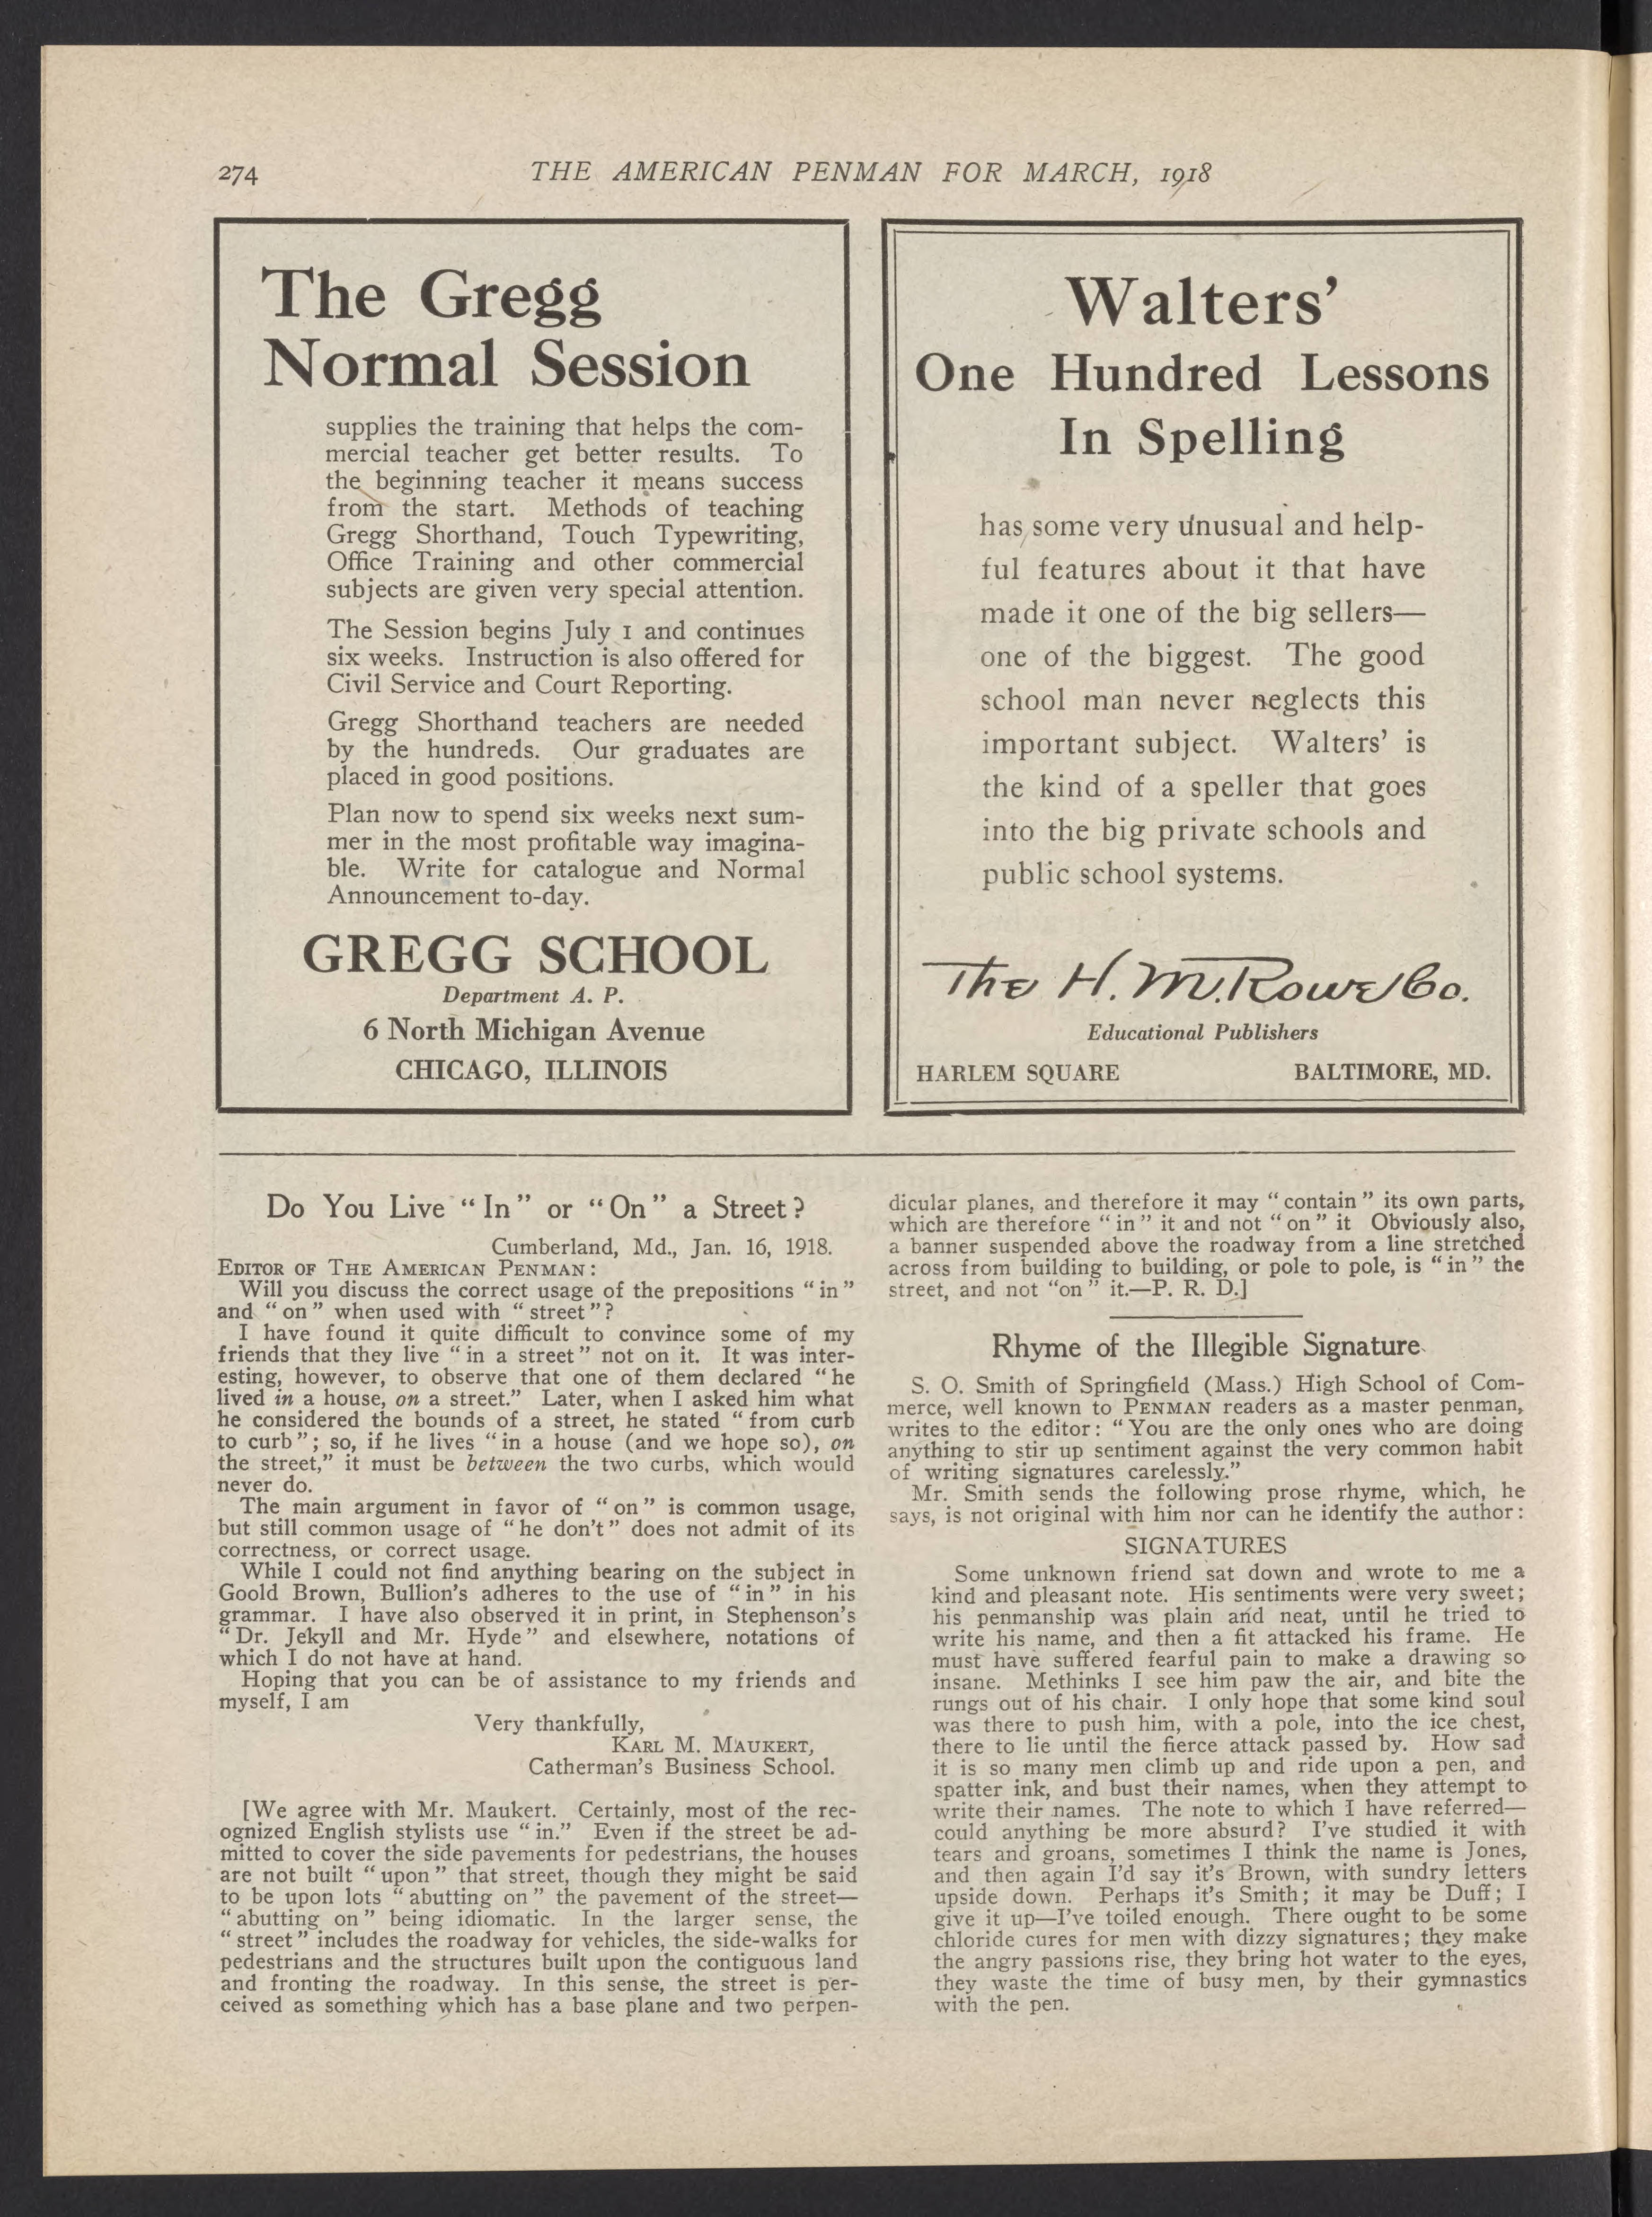 274
THE AMERICAN PENMAN FOR MARCH, 1918
The Gregg
Normal Session
supplies the training that helps the com-
mercial teacher get better results. To
the beginning teacher it means success
from the start. Methods of teaching
Gregg Shorthand, Touch Typewriting,
Office Training and other commercial
subjects are given very special attention.
The Session begins July 1 and continues
six weeks. Instruction is also offered for
Civil Service and Court Reporting.
Gregg Shorthand teachers are needed
by the hundreds. Our graduates are
placed in good positions.
Plan now to spend six weeks next sum-
mer in the most profitable way imagina-
ble. Write for catalogue and Normal
Announcement to-day.
GREGG SCHOOL
Department A. P.
6 North Michigan Avenue
CHICAGO, ILLINOIS
Walters'
One Hundred Lessons
In Spelling
has some very unusual and help-
ful features about it that have
made it one of the big sellers—
one of the biggest. The good
school man never neglects this
important subject. Walters' is
the kind of a speller that goes
into the big private schools and
public school systems.
The H. M. Rowe Co.
Educational Publishers
HARLEM SQUARE BALTIMORE, MD.
Do You Live "In" or "On" a Street?
Cumberland, Md., Jan. 16, 1918.
EDITOR OF THE AMERICAN PENMAN:
Will you discuss the correct usage of the prepositions "in"
and "on" when used with "street"?
I have found it quite difficult to convince some of my
friends that they live "in a street" not on it. It was inter-
esting, however, to observe that one of them declared "he
lived in a house, on a street." Later, when I asked him what
he considered the bounds of a street, he stated "from curb
to curb"; so, if he lives "in a house (and we hope so), on
the street," it must be between the two curbs, which would
never do.
The main argument in favor of "on" is common usage,
but still common usage of "he don't" does not admit of its
correctness, or correct usage.
While I could not find anything bearing on the subject in
Goold Brown, Bullion's adheres to the use of "in" in his
grammar. I have also observed it in print, in Stephenson's
"Dr. Jekyll and Mr. Hyde" and elsewhere, notations of
which I do not have at hand.
Hoping that you can be of assistance to my friends and
myself, I am
Very thankfully,
KARL M. MAUKERT,
Catherman's Business School.
[We agree with Mr. Maukert. Certainly, most of the rec-
ognized English stylists use "in." Even if the street be ad-
mitted to cover the side pavements for pedestrians, the houses
are not built "upon" that street, though they might be said
to be upon lots "abutting on" the pavement of the street—
"abutting on" being idiomatic. In the larger sense, the
"street" includes the roadway for vehicles, the side-walks for
pedestrians and the structures built upon the contiguous land
and fronting the roadway. In this sense, the street is per-
ceived as something which has a base plane and two perpen-
dicular planes, and therefore it may "contain" its own parts,
which are therefore "in" it and not "on" it Obviously also,
a banner suspended above the roadway from a line stretched
across from building to building, or pole to pole, is "in" the
street, and not "on" it.—P. R. D.]
Rhyme of the Illegible Signature
S. O. Smith of Springfield (Mass.) High School of Com-
merce, well known to PENMAN readers as a master penman,
writes to the editor: "You are the only ones who are doing
anything to stir up sentiment against the very common habit
of writing signatures carelessly."
Mr. Smith sends the following prose rhyme, which, he
says, is not original with him nor can he identify the author:
SIGNATURES
Some unknown friend sat down and wrote to me a
kind and pleasant note. His sentiments were very sweet;
his penmanship was plain and neat, until he tried to
write his name, and then a fit attacked his frame. He
must have suffered fearful pain to make a drawing so
insane. Methinks I see him paw the air, and bite the
rungs out of his chair. I only hope that some kind soul
was there to push him, with a pole, into the ice chest,
there to lie until the fierce attack passed by. How sad
it is so many men climb up and ride upon a pen, and
spatter ink, and bust their names, when they attempt to
write their names. The note to which I have referred—
could anything be more absurd? I've studied it with
tears and groans, sometimes I think the name is Jones,
and then again I'd say it's Brown, with sundry letters
upside down. Perhaps it's Smith; it may be Duff; I
give it up—I've toiled enough. There ought to be some
chloride cures for men with dizzy signatures; they make
the angry passions rise, they bring hot water to the eyes,
they waste the time of busy men, by their gymnastics
with the pen.